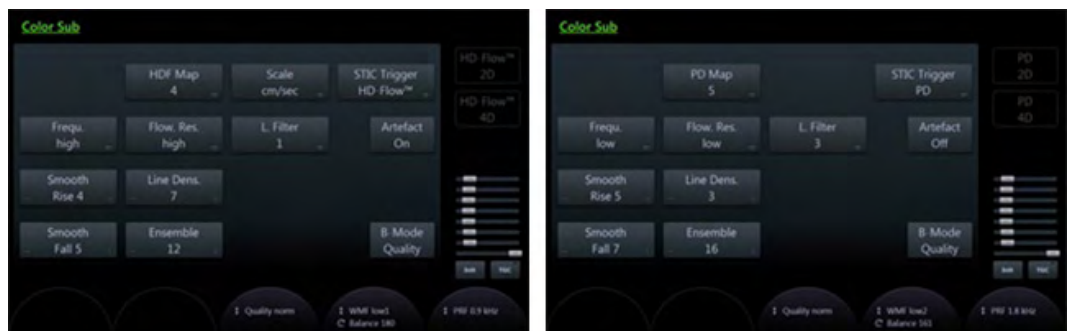 Color Sub
HD-Flow™
2D
HDF Map
4
Scale
cm/sec
STIC Trigger
HD-Flow™
HD-Flow™
4D
Frequ.
high
Flow. Res.
high
L. Filter
1
Artefact
On
Smooth
Rise 4
Line Dens.
7
Smooth
Fall 5
Ensemble
12
B-Mode
Quality
Quality norm
WMF low1
Balance 180
PRF 0.9 kHz
Color Sub
PD
2D
PD Map
5
STIC Trigger
PD
PD
4D
Frequ.
low
Flow. Res.
low
L. Filter
3
Artefact
Off
Smooth
Rise 5
Line Dens.
3
Smooth
Fall 7
Ensemble
16
B-Mode
Quality
Quality norm
WMF low2
Balance 161
PRF 1.8 kHz